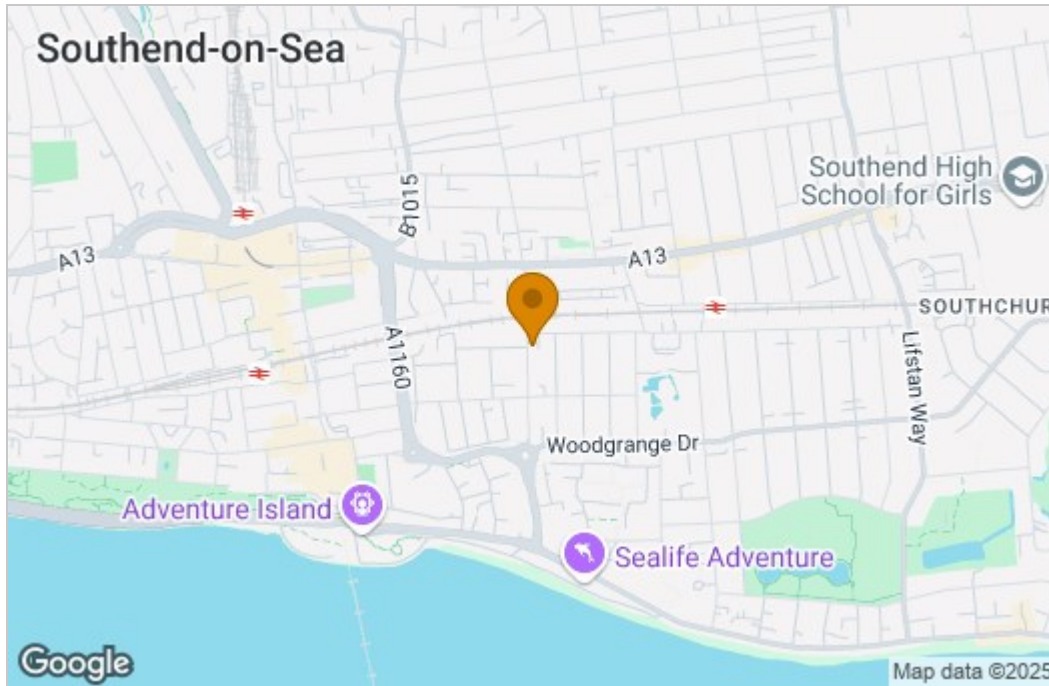 Southend-on-Sea
B1015
Southend High
School for Girls
A13
A13
SOUTHCHUR
A1160
Lifstan Way
Woodgrange Dr
Adventure Island
Sealife Adventure
Google
Map data ©2025